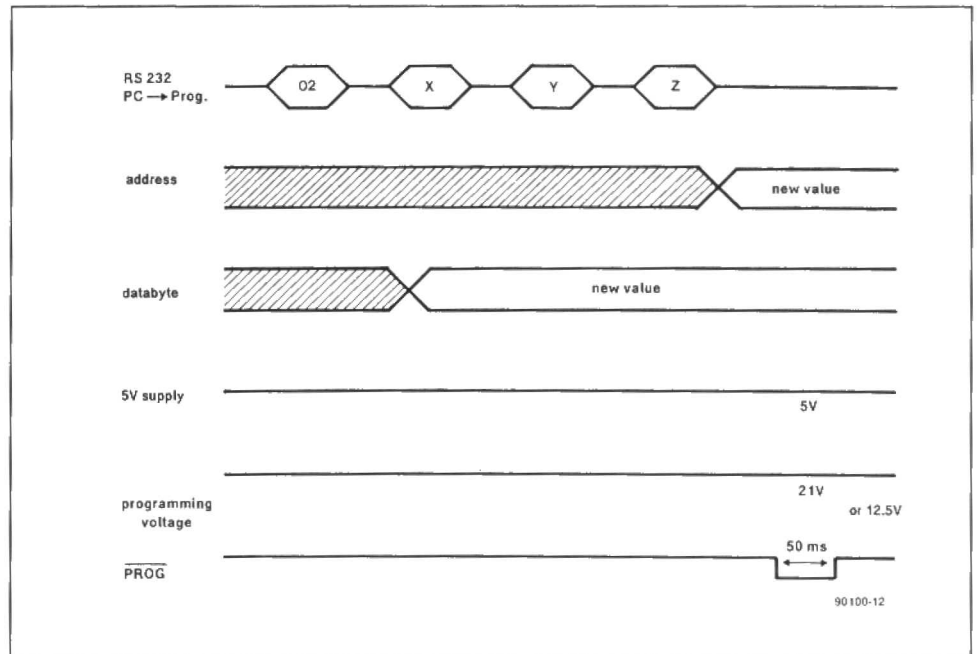 RS 232
PC → Prog.
02
X
Y
Z
address
new value
databyte
new value
5V supply
5V
programming
voltage
21V
or 12.5V
PROG
50 ms
90100-12